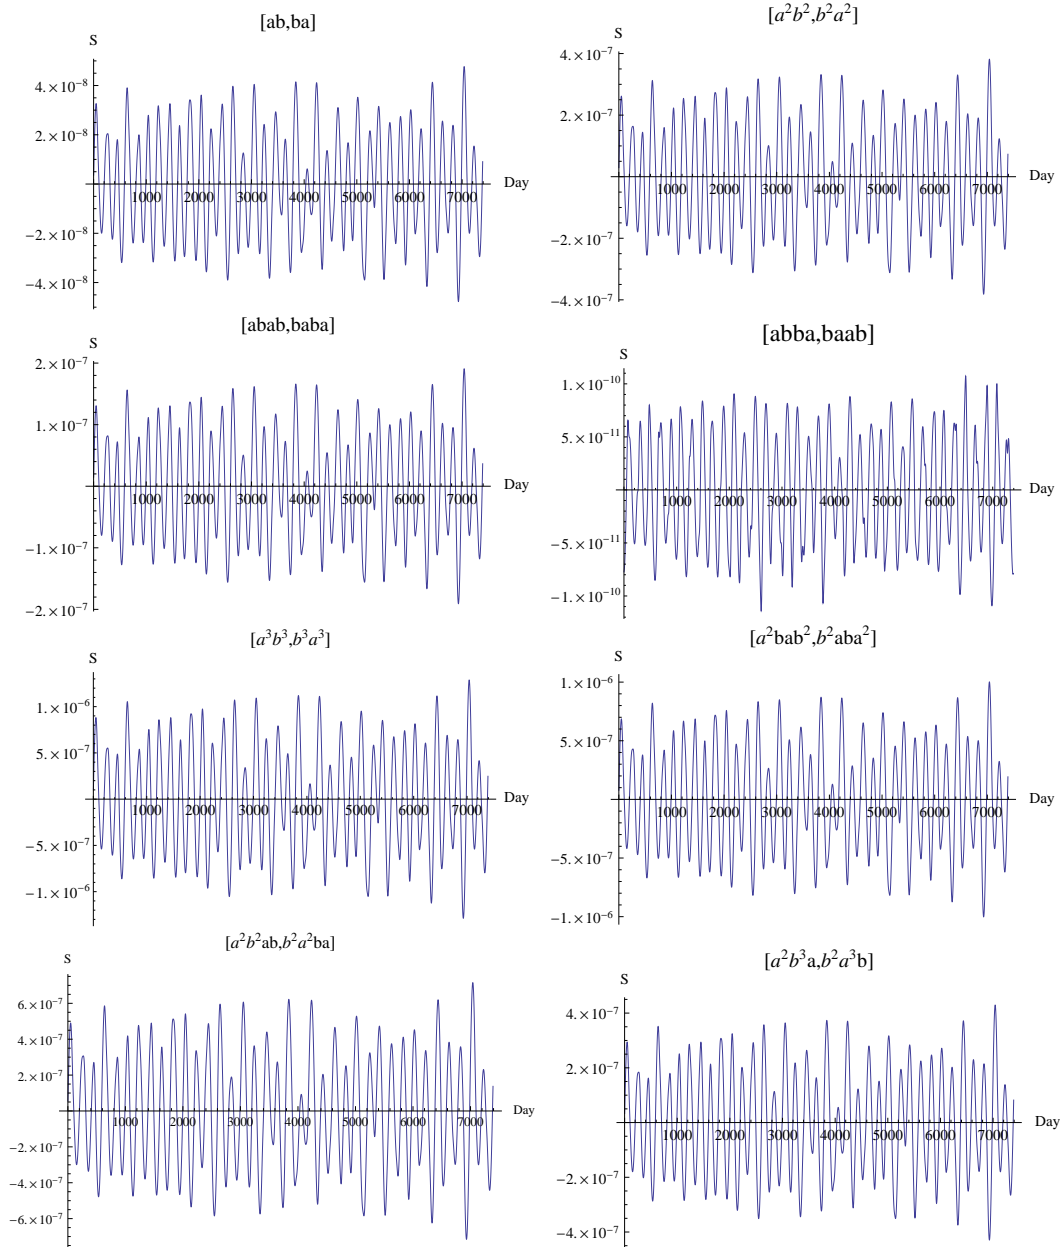 [ab,ba]
S
4.×10⁻⁸
2.×10⁻⁸
1000 2000 3000 4000 5000 6000 7000 Day
−2.×10⁻⁸
−4.×10⁻⁸
[a²b²,b²a²]
S
4.×10⁻⁷
2.×10⁻⁷
1000 2000 3000 4000 5000 6000 7000 Day
−2.×10⁻⁷
−4.×10⁻⁷
[abab,baba]
S
2.×10⁻⁷
1.×10⁻⁷
1000 2000 3000 4000 5000 6000 7000 Day
−1.×10⁻⁷
−2.×10⁻⁷
[abba,baab]
S
1.×10⁻¹⁰
5.×10⁻¹¹
1000 2000 3000 4000 5000 6000 7000 Day
−5.×10⁻¹¹
−1.×10⁻¹⁰
[a³b³,b³a³]
S
1.×10⁻⁶
5.×10⁻⁷
1000 2000 3000 4000 5000 6000 7000 Day
−5.×10⁻⁷
−1.×10⁻⁶
[a²bab²,b²aba²]
S
1.×10⁻⁶
5.×10⁻⁷
1000 2000 3000 4000 5000 6000 7000 Day
−5.×10⁻⁷
−1.×10⁻⁶
[a²b²ab,b²a²ba]
S
6.×10⁻⁷
4.×10⁻⁷
2.×10⁻⁷
1000 2000 3000 4000 5000 6000 7000 Day
−2.×10⁻⁷
−4.×10⁻⁷
−6.×10⁻⁷
[a²b³a,b²a³b]
S
4.×10⁻⁷
2.×10⁻⁷
1000 2000 3000 4000 5000 6000 7000 Day
−2.×10⁻⁷
−4.×10⁻⁷